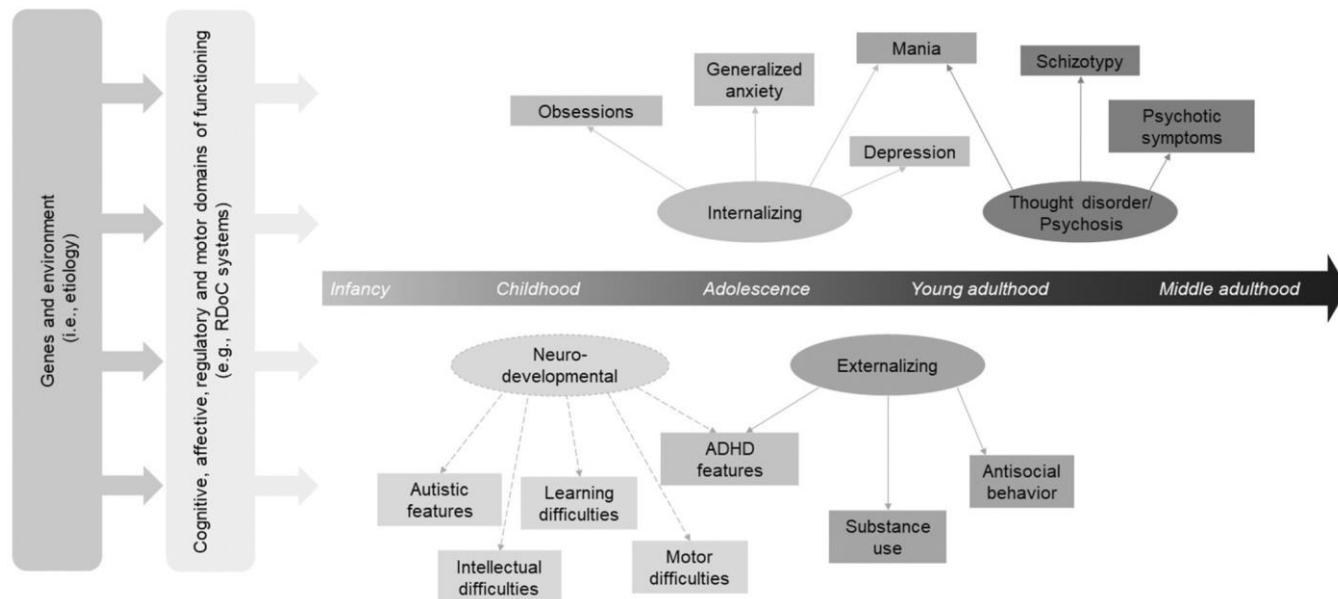 Genes and environment
(i.e., etiology)
Cognitive, affective, regulatory and motor domains of functioning
(e.g., RDoC systems)
Obsessions
Generalized
anxiety
Mania
Depression
Schizotypy
Psychotic
symptoms
Internalizing
Thought disorder/
Psychosis
Infancy
Childhood
Adolescence
Young adulthood
Middle adulthood
Neuro-
developmental
Externalizing
Autistic
features
Intellectual
difficulties
Learning
difficulties
Motor
difficulties
ADHD
features
Substance
use
Antisocial
behavior